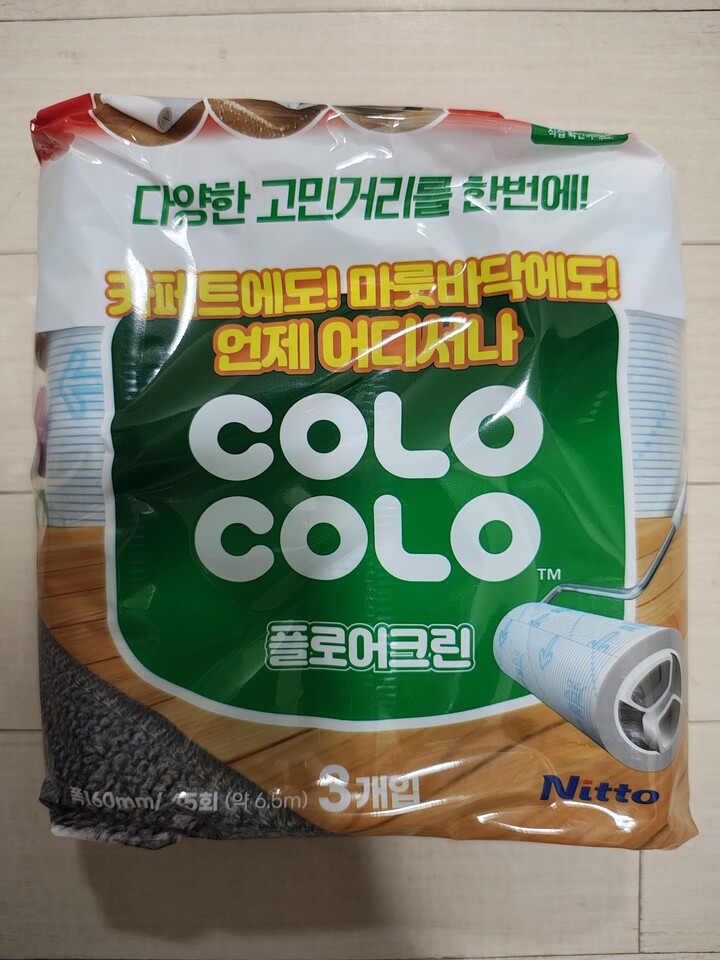 다양한 고민거리를 한번에!
카퍼트에도! 마룻바닥에도!
언제 어디서나
COLO
COLO
TM
플로어크린
폭160mm/ 45회 (약 6.6m) 3개입
Nitto